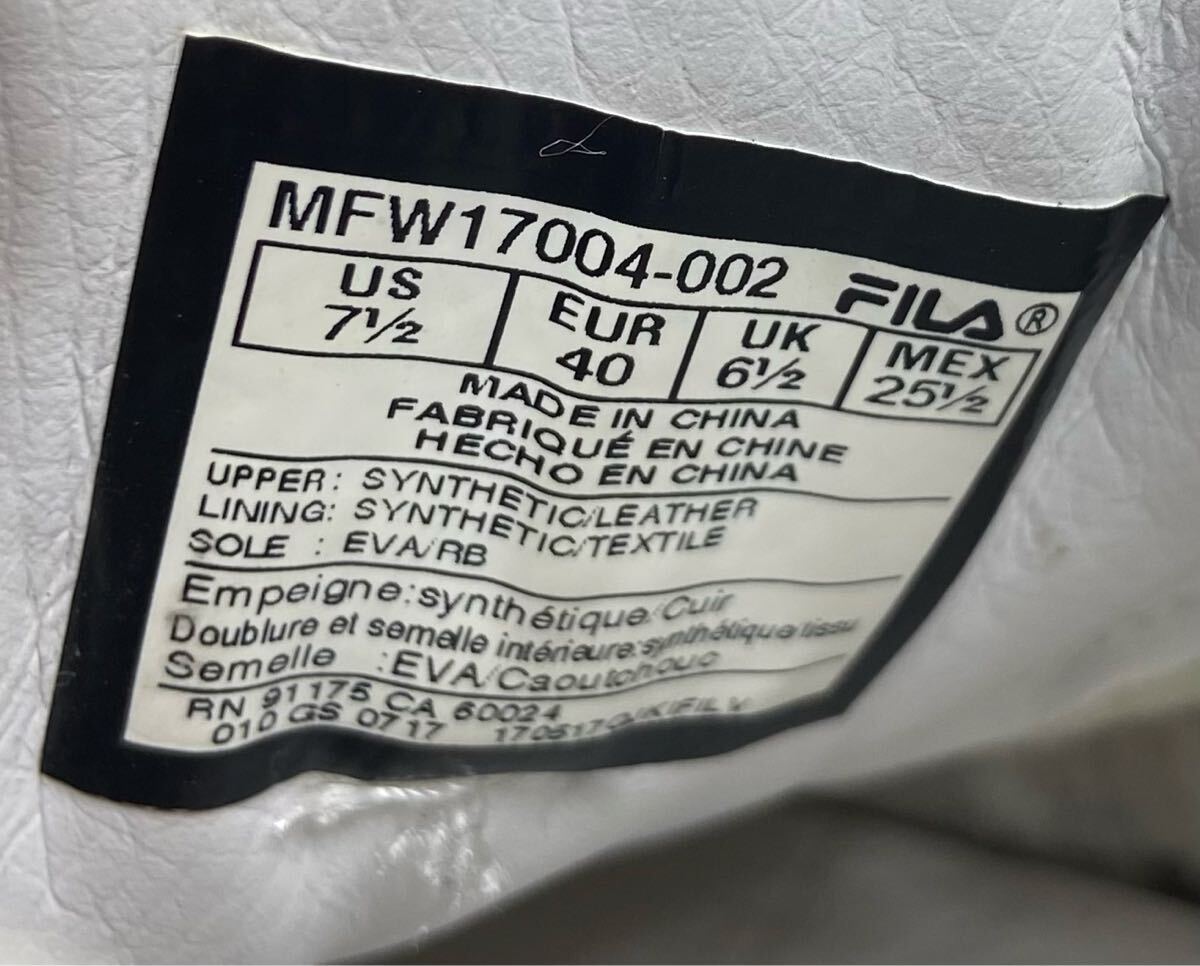 MFW17004-002 FILA®
US EUR UK MEX
7½ 40 6½ 25½
MADE IN CHINA
FABRIQUÉ EN CHINE
HECHO EN CHINA
UPPER: SYNTHETIC/LEATHER
LINING: SYNTHETIC/TEXTILE
SOLE : EVA/RB
Empeigne:synthétique/Cuir
Doublure et semelle intérieure:synthétique/tissu
Semelle :EVA/Caoutchouc
RN 91175 CA 60024
010 GS 0717